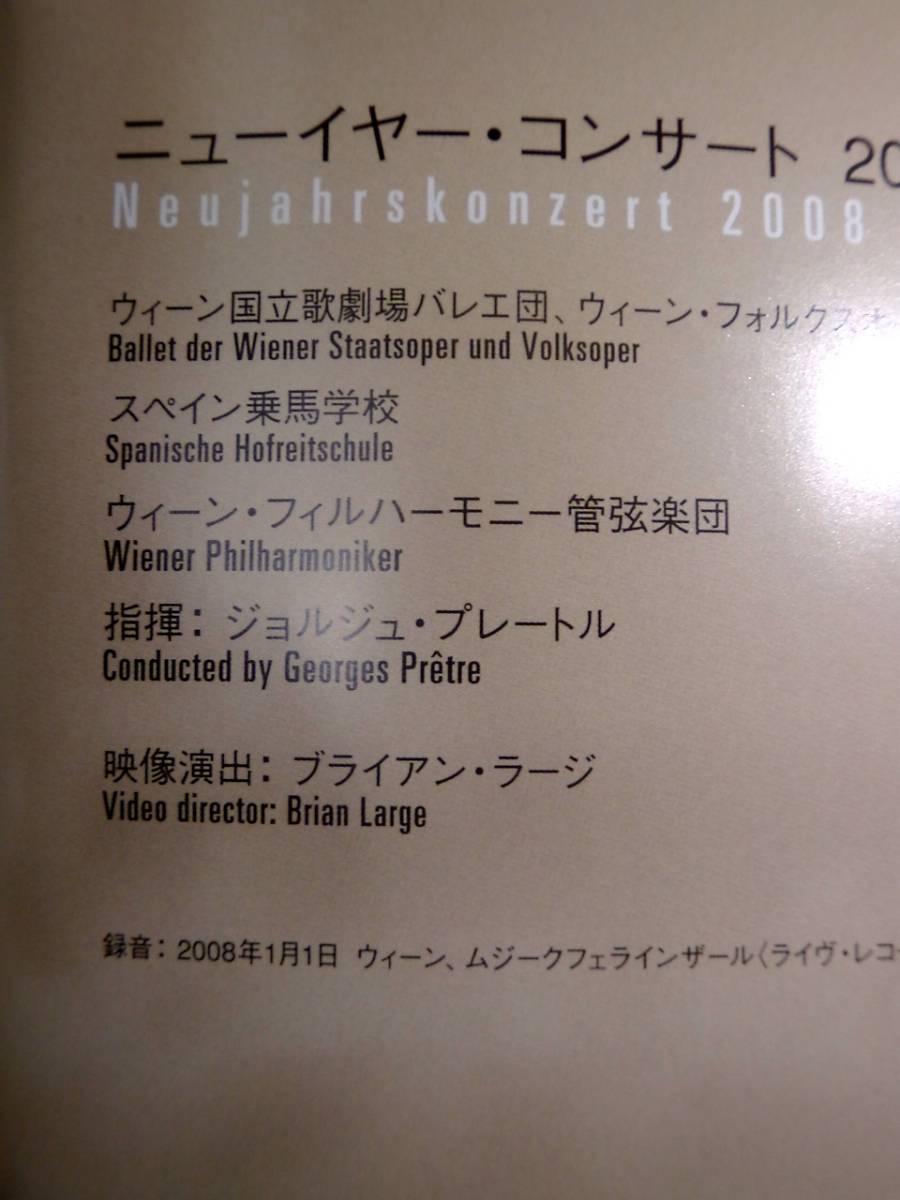 ニューイヤー・コンサート 20
Neujahrskonzert 2008
ウィーン国立歌劇場バレエ団、ウィーン・フォルクスオ
Ballet der Wiener Staatsoper und Volksoper
スペイン乗馬学校
Spanische Hofreitschule
ウィーン・フィルハーモニー管弦楽団
Wiener Philharmoniker
指揮：ジョルジュ・プレートル
Conducted by Georges Prêtre
映像演出：ブライアン・ラージ
Video director: Brian Large
録音：2008年1月1日 ウィーン、ムジークフェラインザール〈ライヴ・レコー